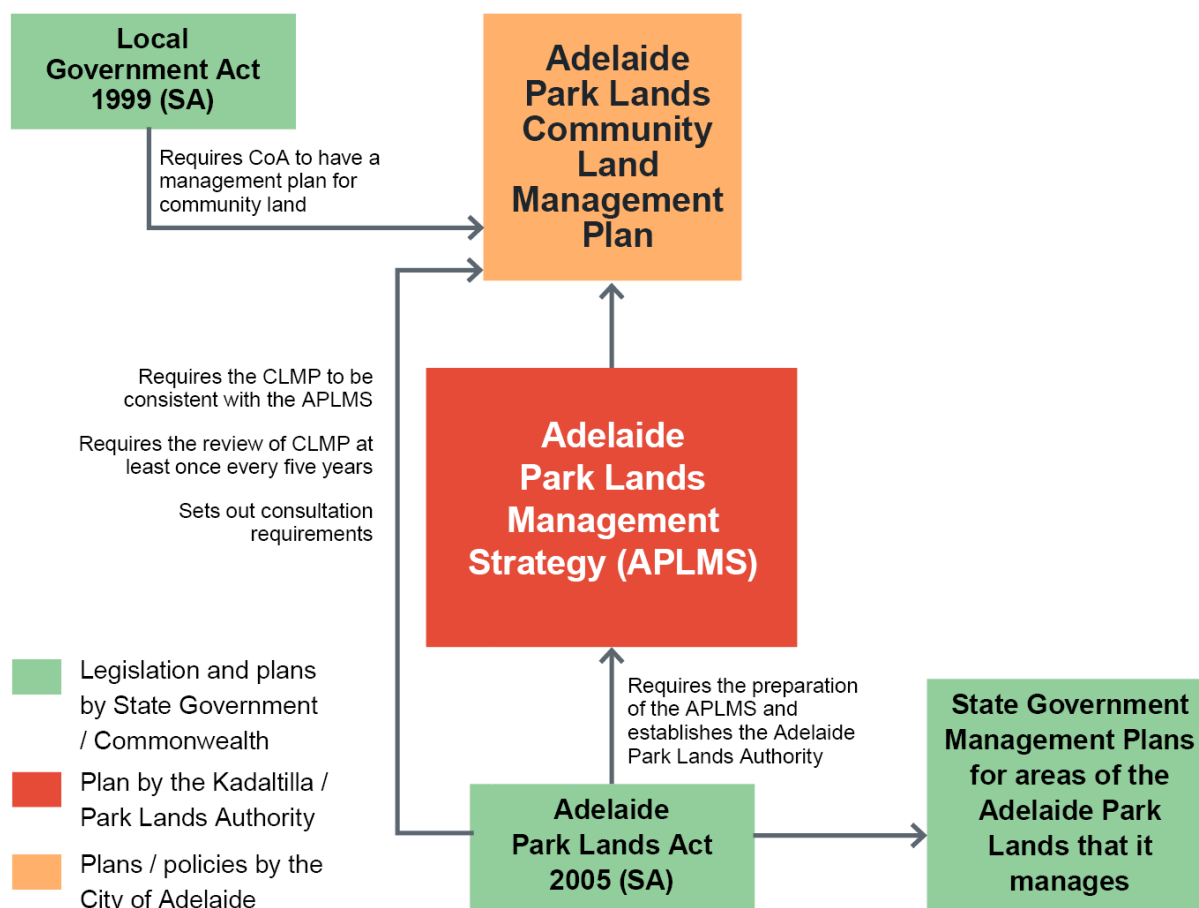 Local
Government Act
1999 (SA)
Requires CoA to have a
management plan for
community land
Adelaide
Park Lands
Community
Land
Management
Plan
Requires the CLMP to be
consistent with the APLMS
Requires the review of CLMP at
least once every five years
Sets out consultation
requirements
Adelaide
Park Lands
Management
Strategy (APLMS)
Requires the preparation
of the APLMS and
establishes the Adelaide
Park Lands Authority
Adelaide
Park Lands Act
2005 (SA)
State Government
Management Plans
for areas of the
Adelaide Park
Lands that it
manages
Legislation and plans
by State Government
/ Commonwealth
Plan by the Kadaltilla /
Park Lands Authority
Plans / policies by the
City of Adelaide